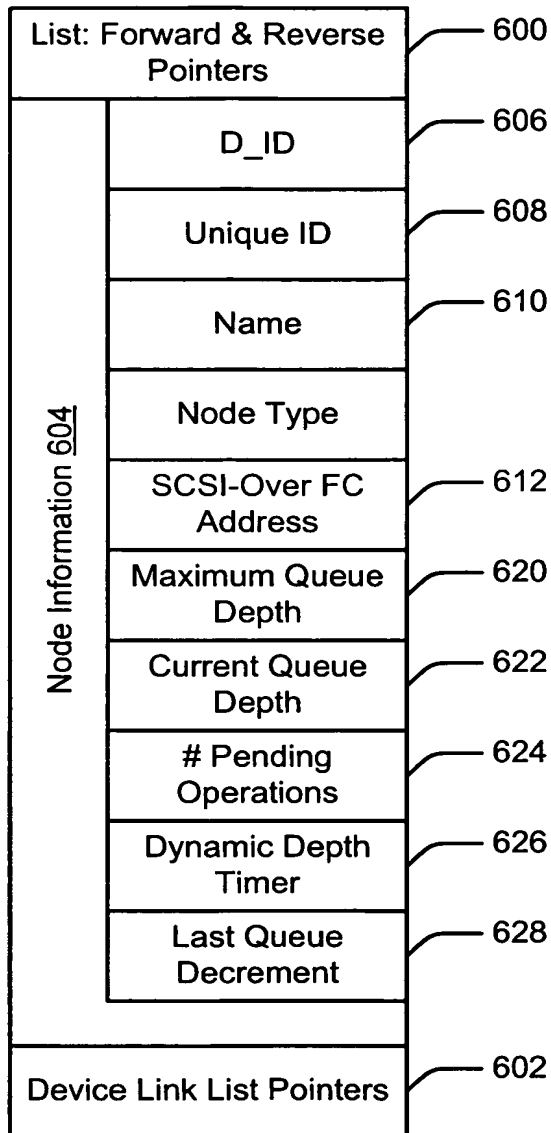 List: Forward & Reverse
Pointers
600
D_ID
606
Unique ID
608
Name
610
Node Type
SCSI-Over FC
Address
612
Maximum Queue
Depth
620
Current Queue
Depth
622
# Pending
Operations
624
Dynamic Depth
Timer
626
Last Queue
Decrement
628
Node Information 604
Device Link List Pointers
602